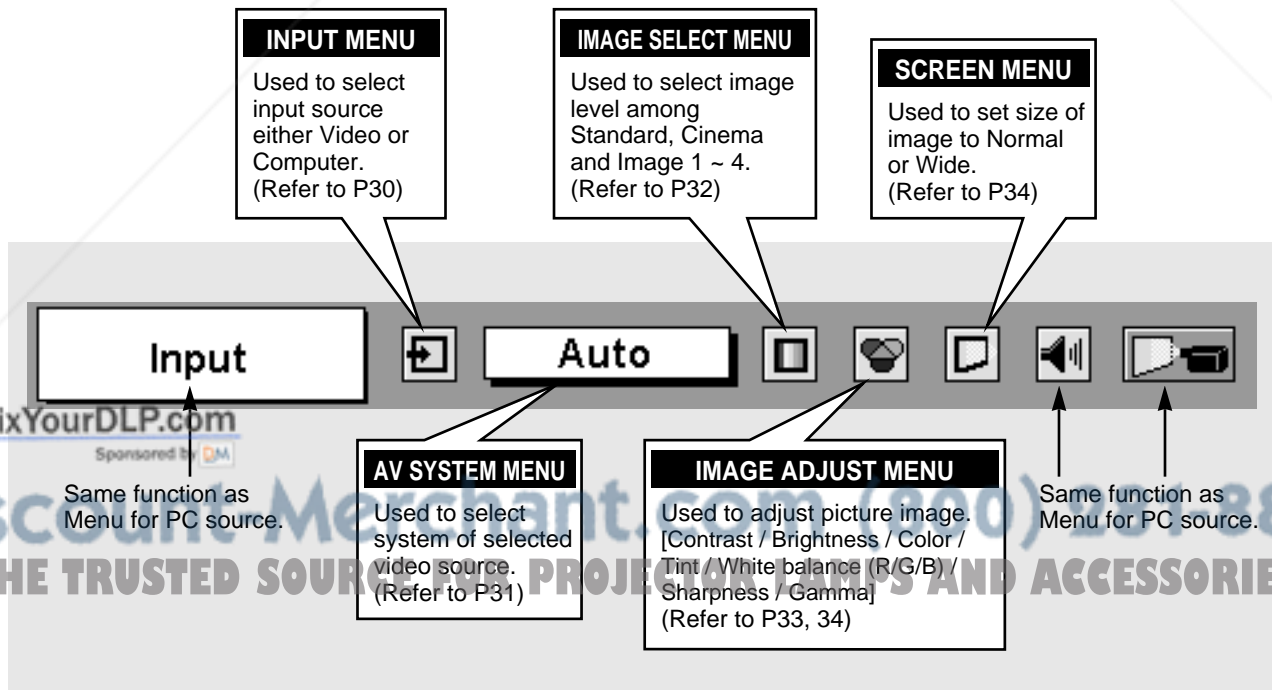 INPUT MENU
Used to select
input source
either Video or
Computer.
(Refer to P30)
IMAGE SELECT MENU
Used to select image
level among
Standard, Cinema
and Image 1 ~ 4.
(Refer to P32)
SCREEN MENU
Used to set size of
image to Normal
or Wide.
(Refer to P34)
Input
Auto
ixYourDLP.com
Sponsored by DM
Same function as
Menu for PC source.
AV SYSTEM MENU
Used to select
system of selected
video source.
(Refer to P31)
IMAGE ADJUST MENU
Used to adjust picture image.
[Contrast / Brightness / Color /
Tint / White balance (R/G/B) /
Sharpness / Gamma]
(Refer to P33, 34)
Same function as
Menu for PC source.
scount-Merchant.com (800) 281-88
HE TRUSTED SOURCE FOR PROJECTOR LAMPS AND ACCESSORIE